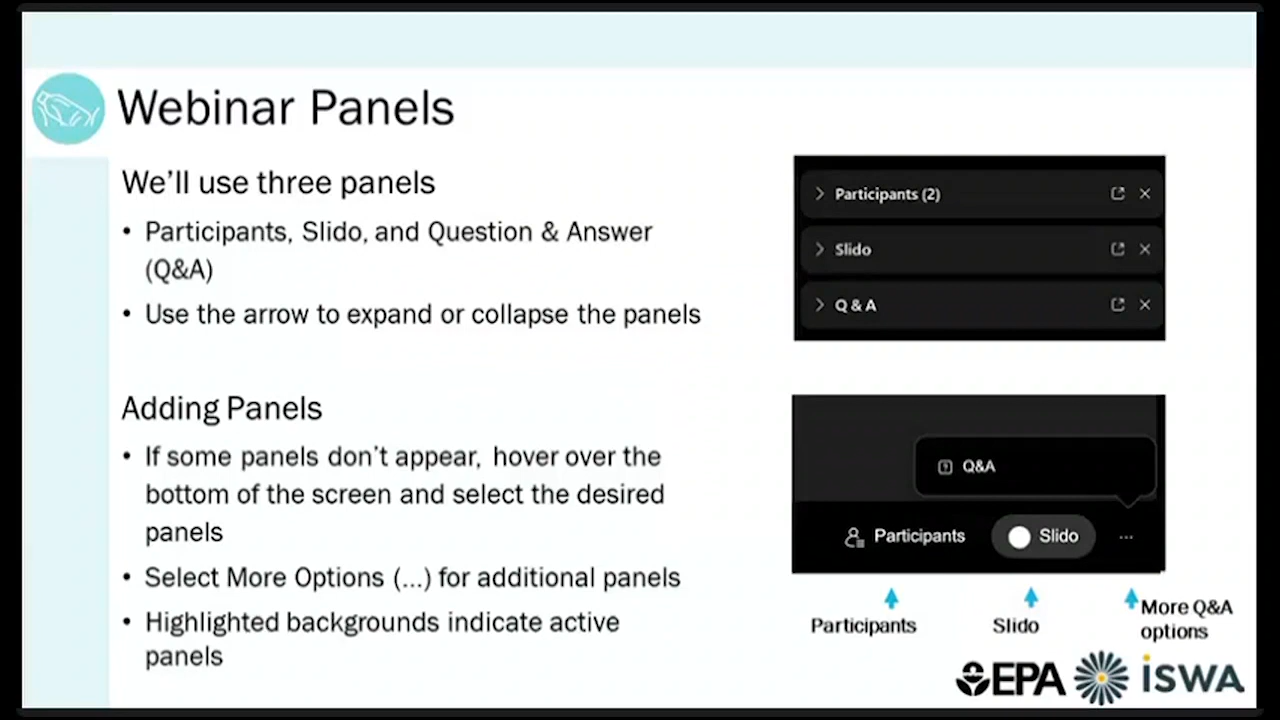 Webinar Panels
We'll use three panels
• Participants, Slido, and Question & Answer
(Q&A)
• Use the arrow to expand or collapse the panels
Participants (2)
Slido
Q & A
Adding Panels
• If some panels don't appear, hover over the
bottom of the screen and select the desired
panels
• Select More Options (...) for additional panels
• Highlighted backgrounds indicate active
panels
Q&A
Participants
Slido
...
Participants
Slido
More Q&A
options
EPA
iSWA